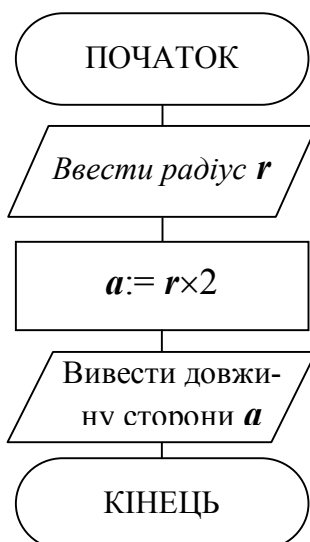 ПОЧАТОК
Ввести радіус r
a:= r×2
Вивести довжи-
ну сторони a
КІНЕЦЬ